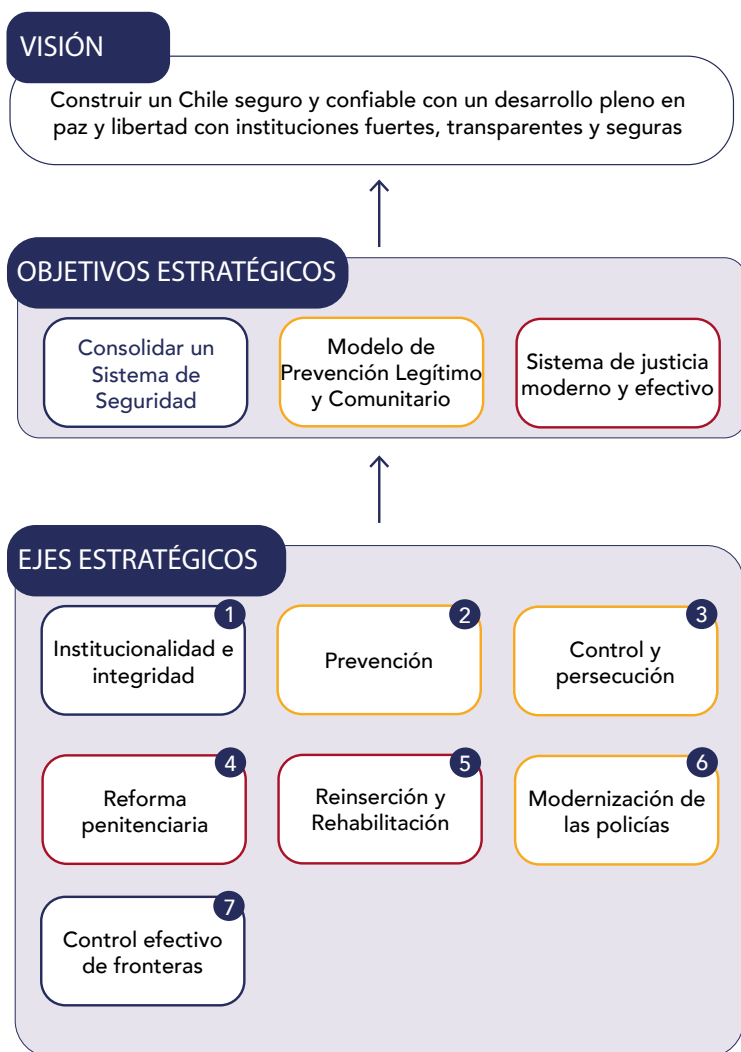 VISIÓN
Construir un Chile seguro y confiable con un desarrollo pleno en
paz y libertad con instituciones fuertes, transparentes y seguras
OBJETIVOS ESTRATÉGICOS
Consolidar un
Sistema de
Seguridad
Modelo de
Prevención Legítimo
y Comunitario
Sistema de justicia
moderno y efectivo
EJES ESTRATÉGICOS
1
Institucionalidad e
integridad
2
Prevención
3
Control y
persecución
4
Reforma
penitenciaria
5
Reinserción y
Rehabilitación
6
Modernización de
las policías
7
Control efectivo
de fronteras